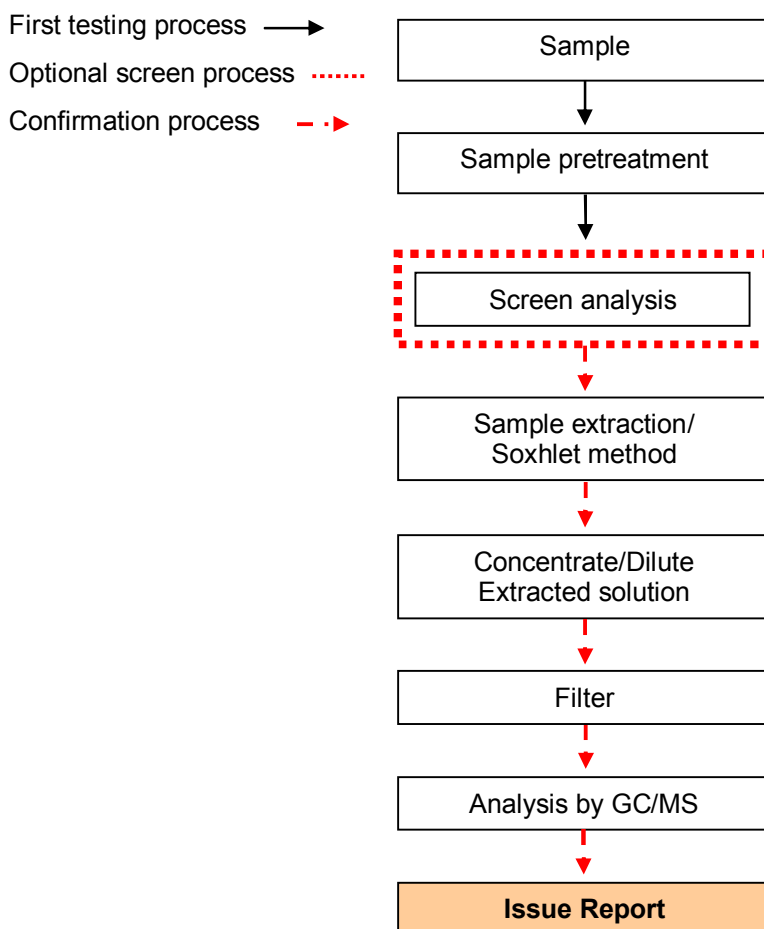 First testing process
Optional screen process
Confirmation process
Sample
Sample pretreatment
Screen analysis
Sample extraction/
Soxhlet method
Concentrate/Dilute
Extracted solution
Filter
Analysis by GC/MS
Issue Report